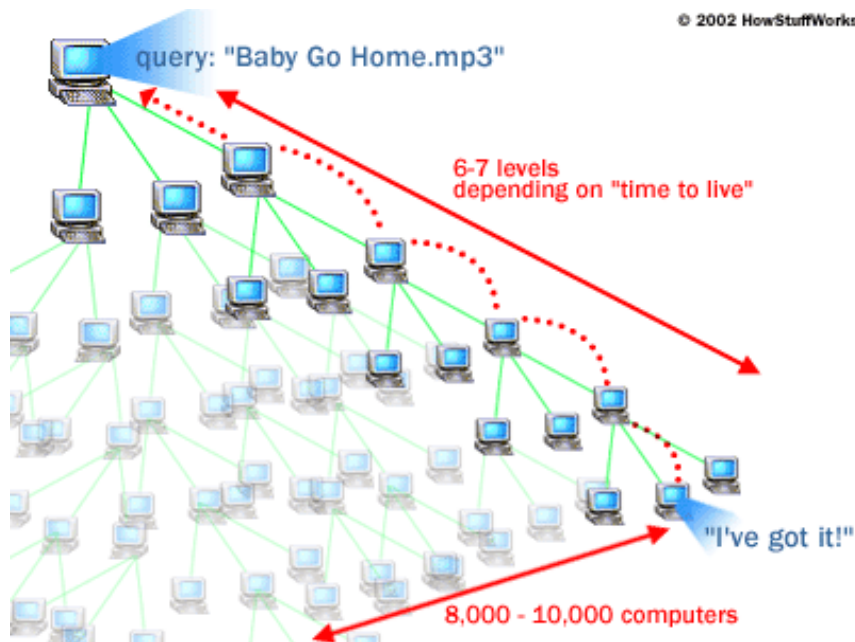 © 2002 HowStuffWorks
query: "Baby Go Home.mp3"
6-7 levels
depending on "time to live"
"I've got it!"
8,000 - 10,000 computers